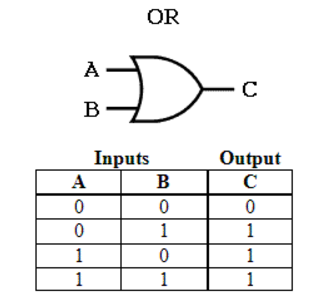 OR
A
C
B
Inputs Output
A B C
0 0 0
0 1 1
1 0 1
1 1 1